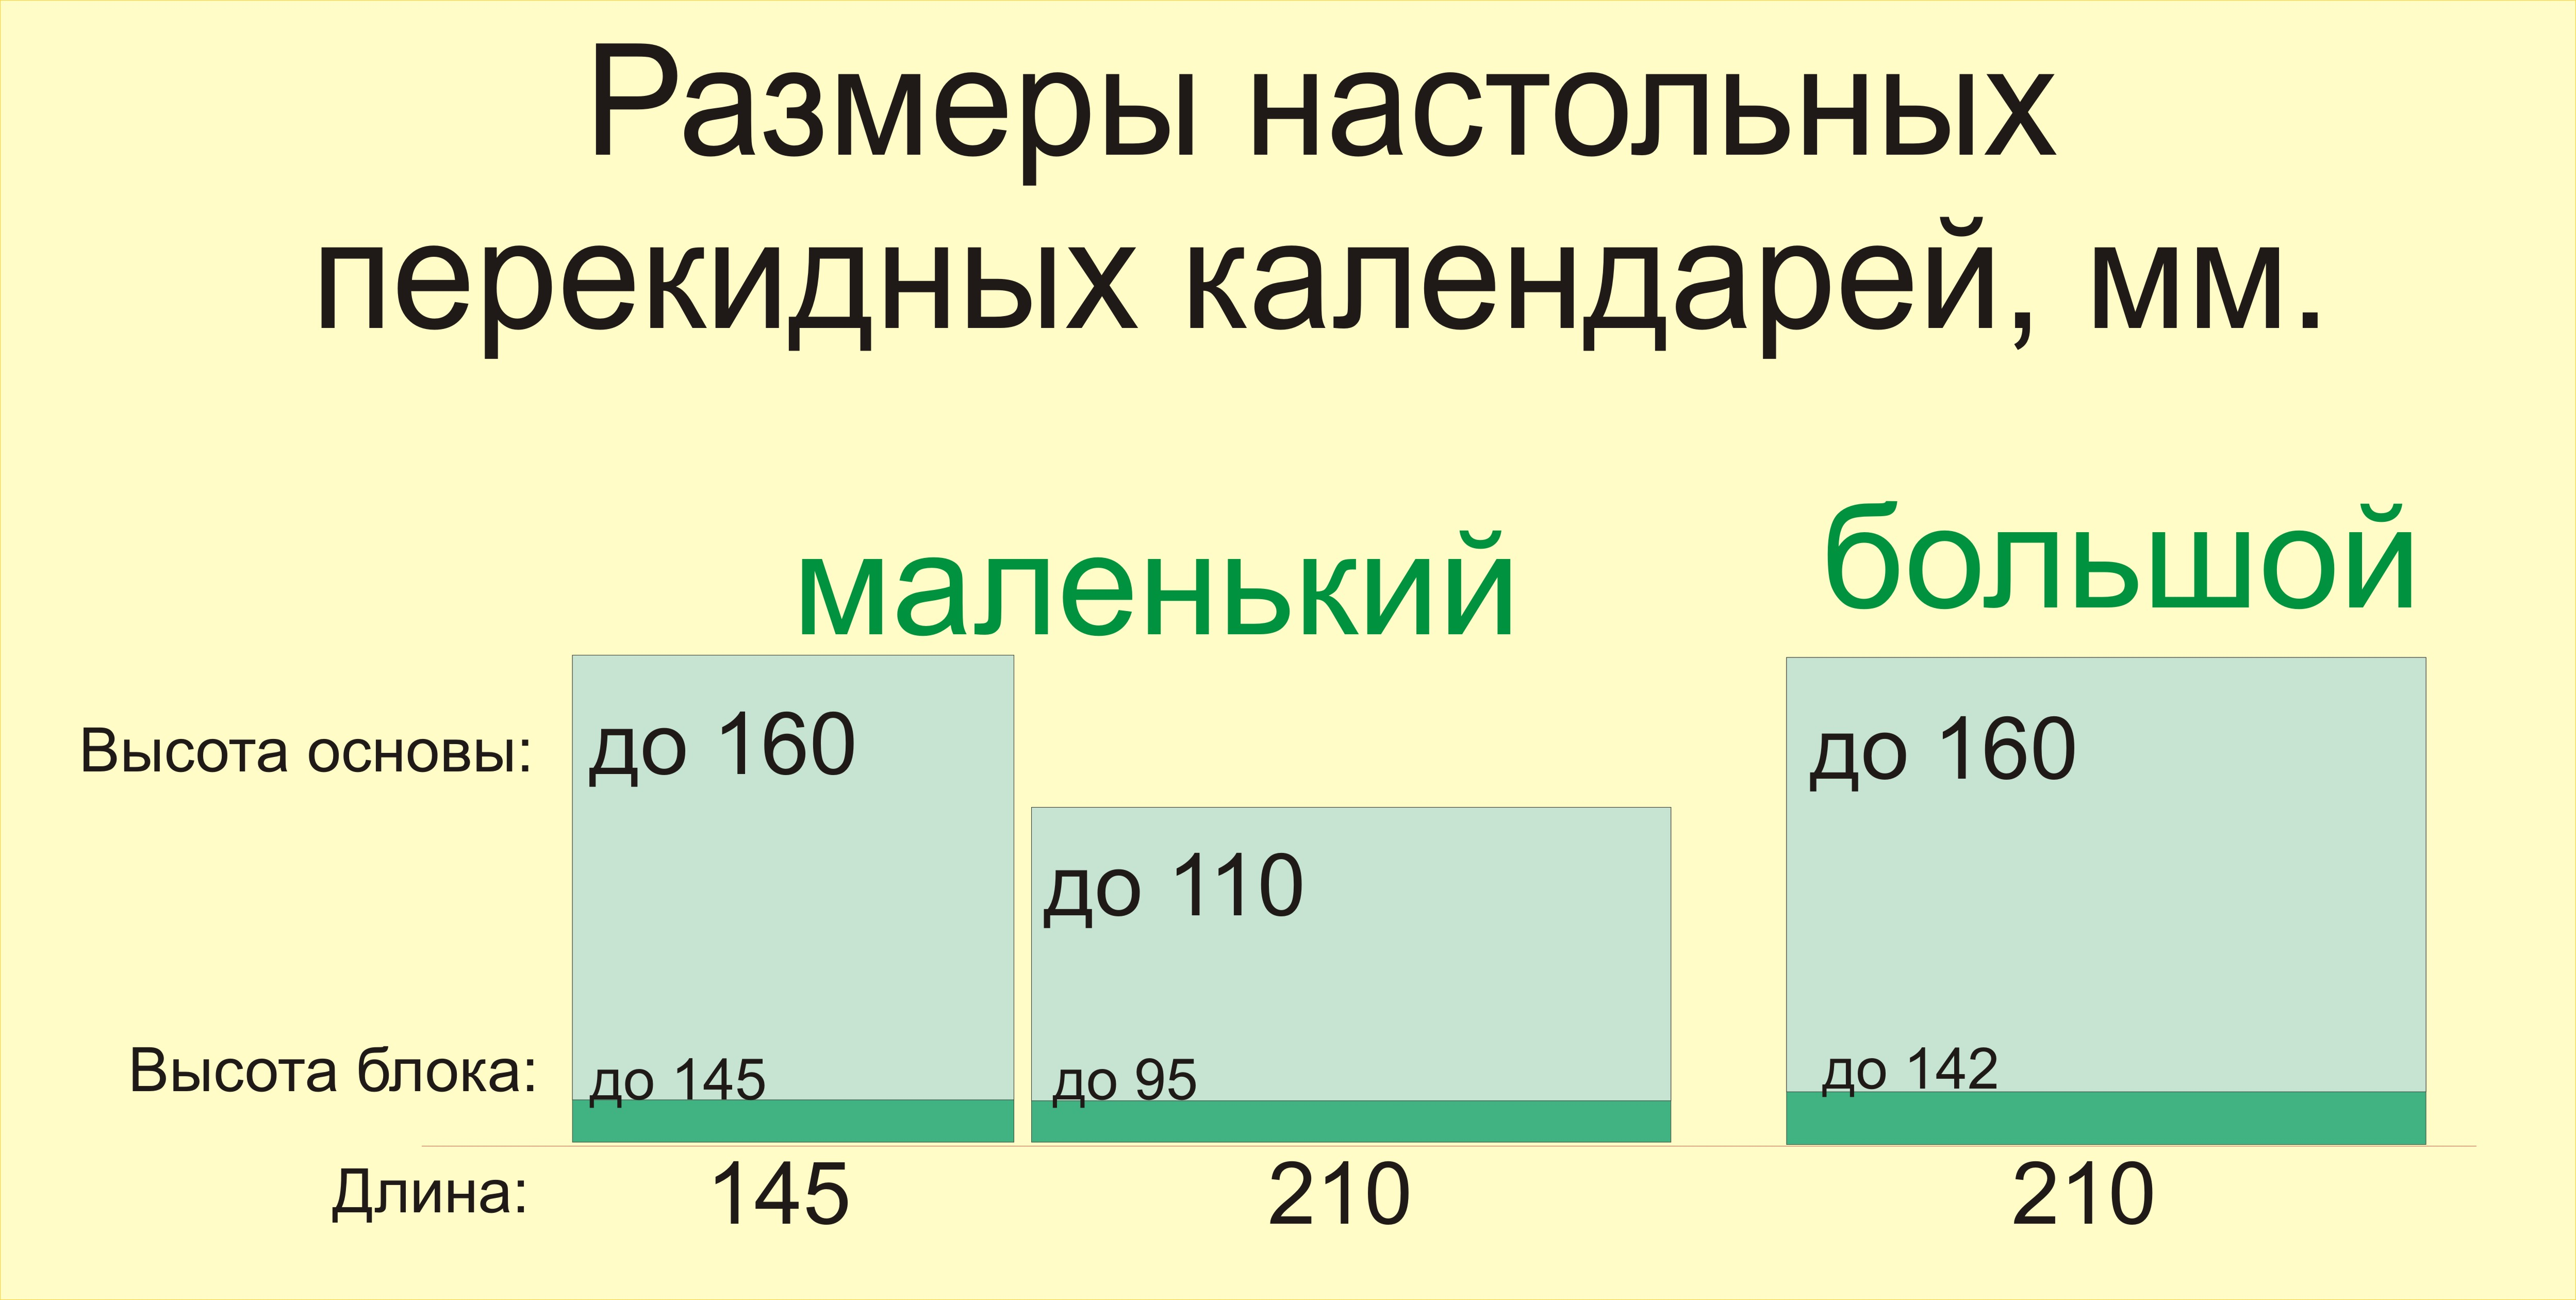 Размеры настольных
перекидных календарей, мм.
маленький
большой
Высота основы: до 160
до 110
до 160
Высота блока: до 145 до 95 до 142
Длина: 145 210 210